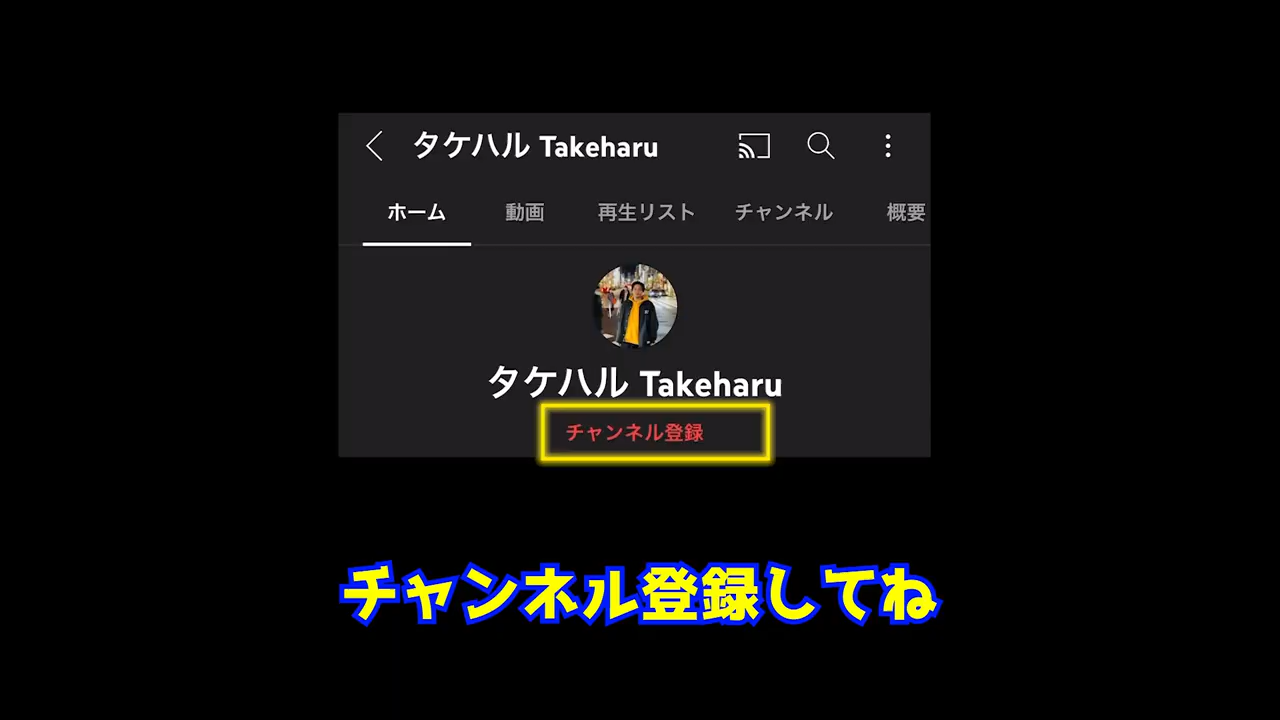 タケハル Takeharu
ホーム 動画 再生リスト チャンネル 概要
タケハル Takeharu
チャンネル登録
チャンネル登録してね